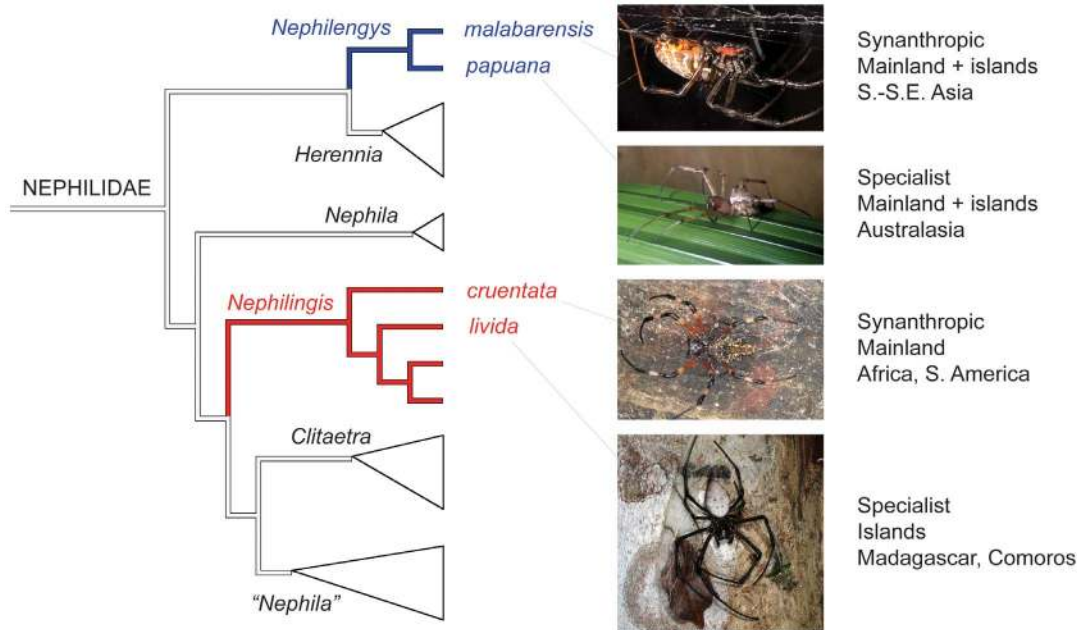 Nephilengys
malabarensis
papuana
Herennia
NEPHILIDAE
Nephila
Nephilingis
cruentata
livida
Clitaetra
“Nephila”
Synanthropic
Mainland + islands
S.-S.E. Asia
Specialist
Mainland + islands
Australasia
Synanthropic
Mainland
Africa, S. America
Specialist
Islands
Madagascar, Comoros